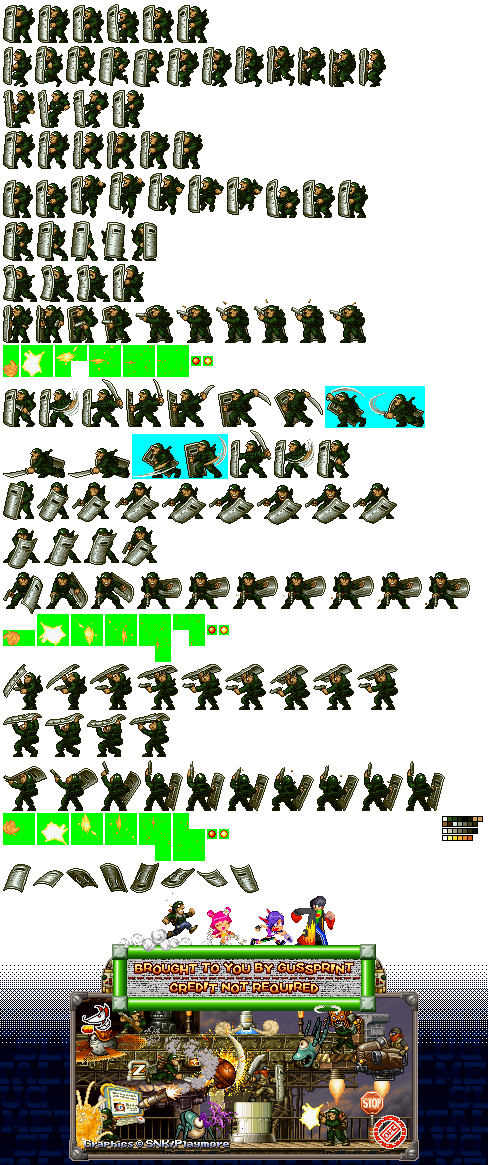 BROUGHT TO YOU BY GUSSPRINT
CREDIT NOT REQUIRED
Z
STOP
Graphics © SNK/Playmore